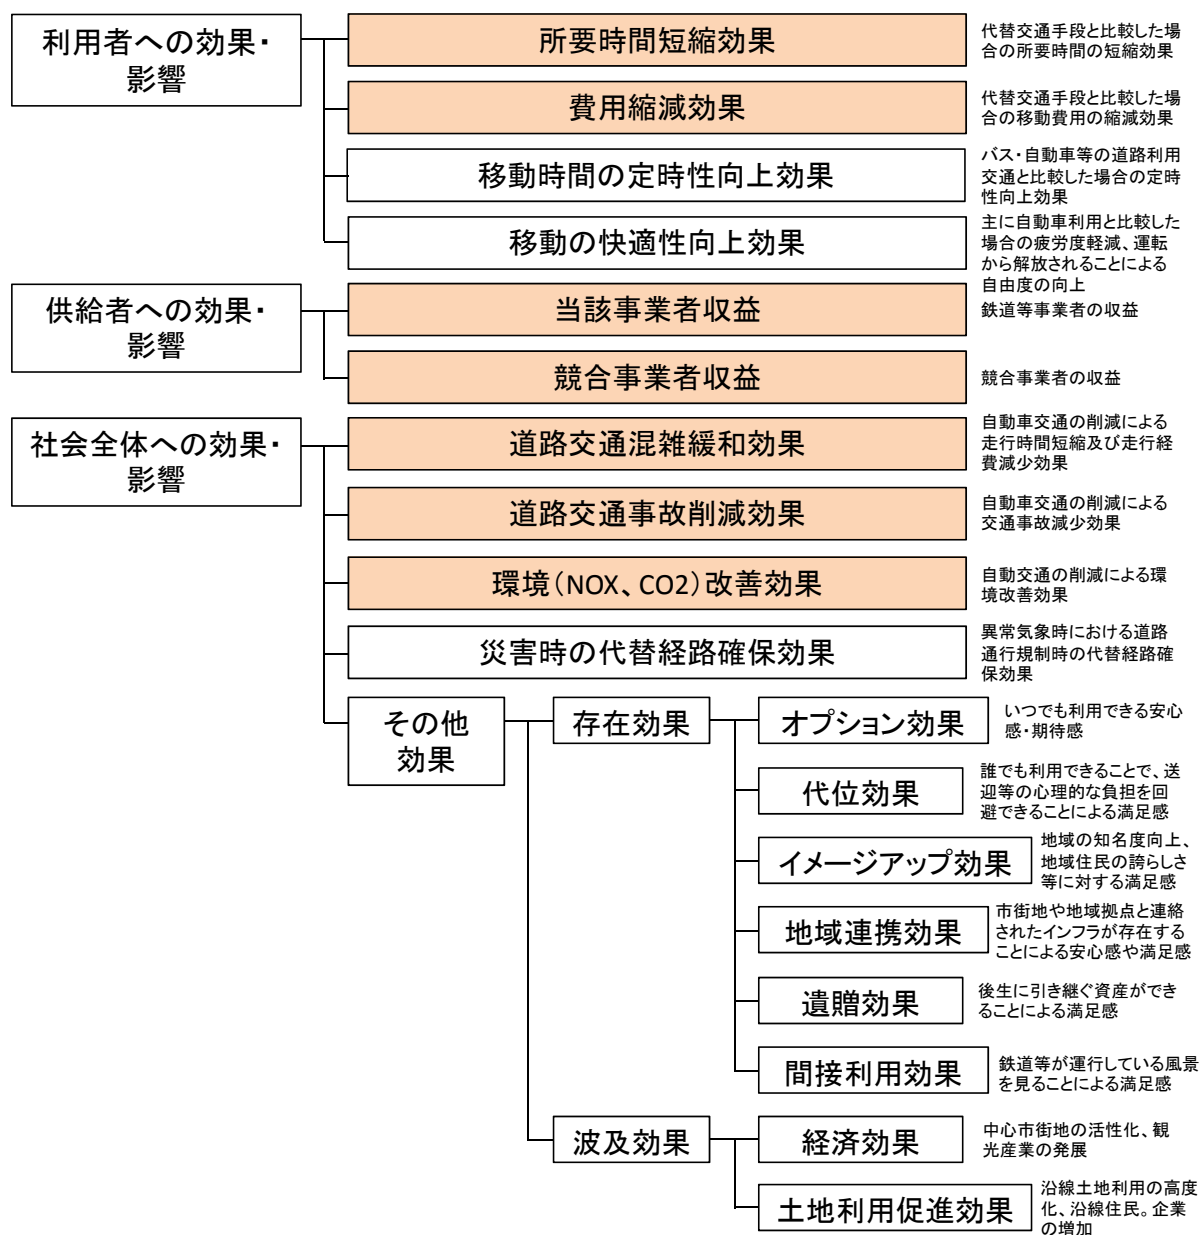 利用者への効果・
影響
所要時間短縮効果
代替交通手段と比較した場
合の所要時間の短縮効果
費用縮減効果
代替交通手段と比較した場
合の移動費用の縮減効果
移動時間の定時性向上効果
バス・自動車等の道路利用
交通と比較した場合の定時
性向上効果
移動の快適性向上効果
主に自動車利用と比較した
場合の疲労度軽減、運転
から解放されることによる
自由度の向上
供給者への効果・
影響
当該事業者収益
鉄道等事業者の収益
競合事業者収益
競合事業者の収益
社会全体への効果・
影響
道路交通混雑緩和効果
自動車交通の削減による
走行時間短縮及び走行経
費減少効果
道路交通事故削減効果
自動車交通の削減による
交通事故減少効果
環境（NOX、CO2）改善効果
自動交通の削減による環
境改善効果
災害時の代替経路確保効果
異常気象時における道路
通行規制時の代替経路確
保効果
その他
効果
存在効果
オプション効果
いつでも利用できる安心
感・期待感
代位効果
誰でも利用できることで、送
迎等の心理的な負担を回
避できることによる満足感
イメージアップ効果
地域の知名度向上、
地域住民の誇らしさ
等に対する満足感
地域連携効果
市街地や地域拠点と連絡
されたインフラが存在する
ことによる安心感や満足感
遺贈効果
後生に引き継ぐ資産ができ
ることによる満足感
間接利用効果
鉄道等が運行している風景
を見ることによる満足感
波及効果
経済効果
中心市街地の活性化、観
光産業の発展
土地利用促進効果
沿線土地利用の高度
化、沿線住民。企業
の増加